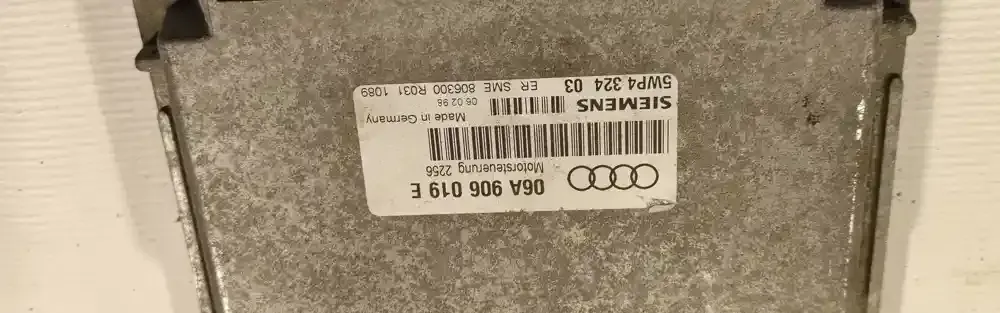 06A 906 019 E
Motorsteuerung 2256
Made in Germany
SIEMENS 06 02 98
5WP4 324 03 ER SME 806300 R031 1089